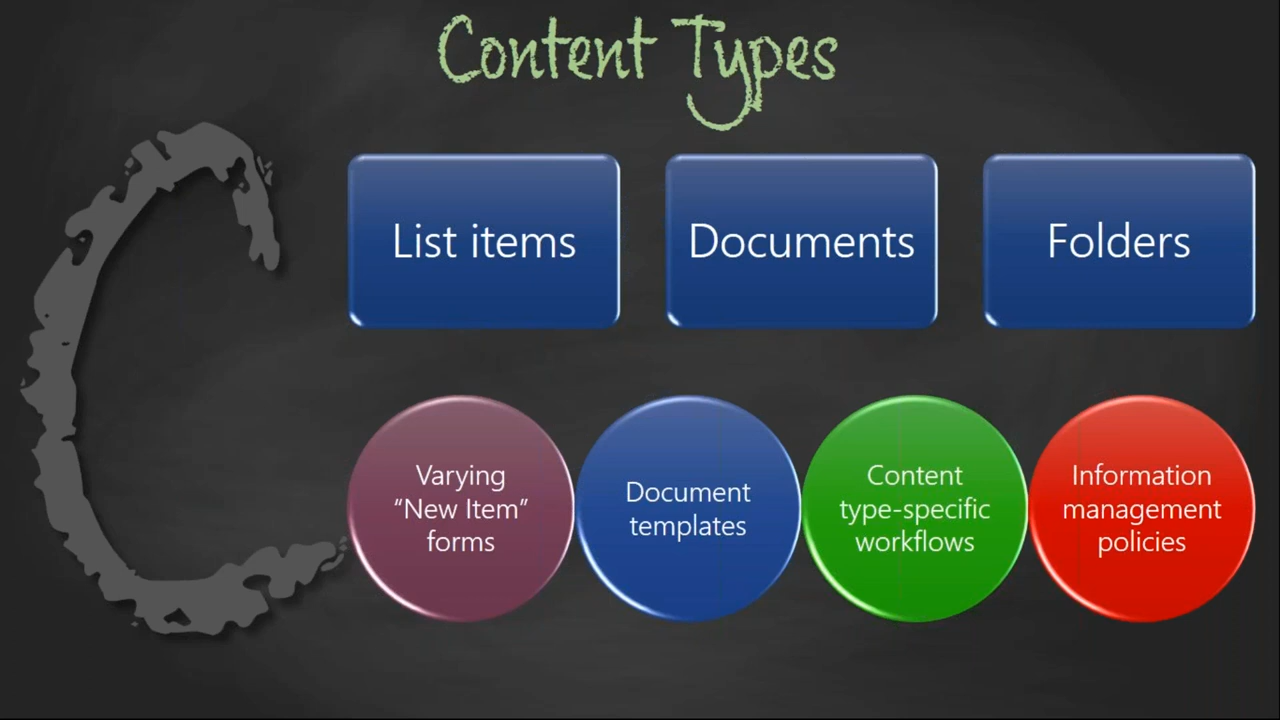 Content Types
C
List items
Documents
Folders
Varying
“New Item”
forms
Document
templates
Content
type-specific
workflows
Information
management
policies